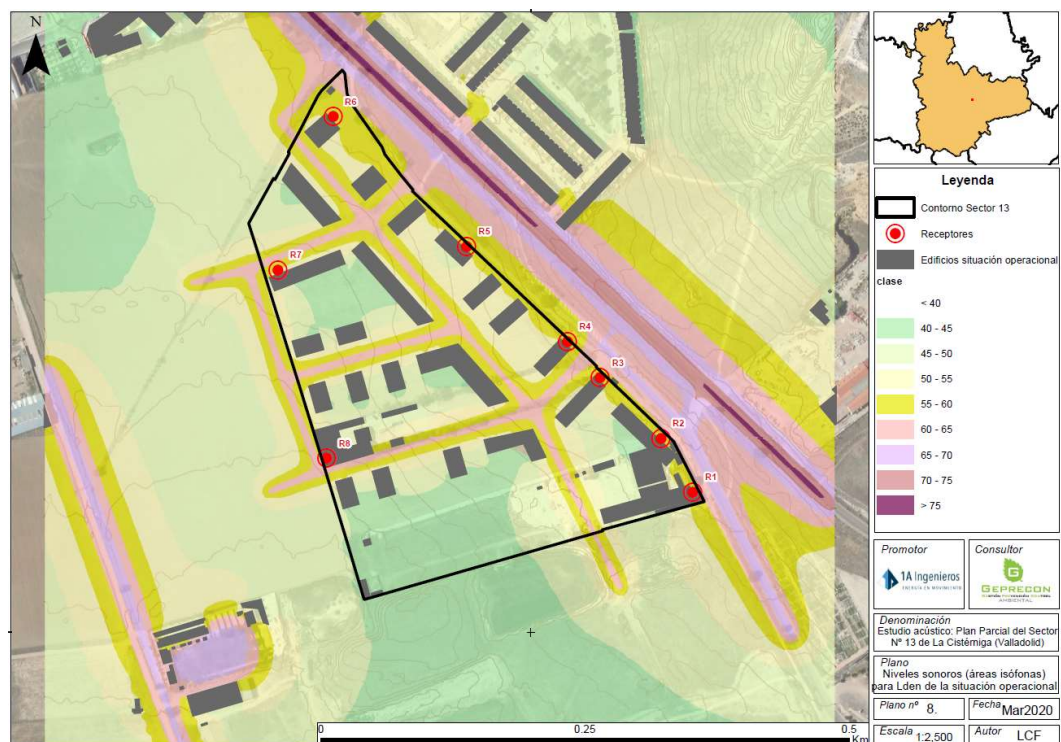 N
R6
R5
R7
R4
R3
R2
R8
R1
0
0.25
0.5
Km
Leyenda
Contorno Sector 13
Receptores
Edificios situación operacional
clase
< 40
40 - 45
45 - 50
50 - 55
55 - 60
60 - 65
65 - 70
70 - 75
> 75
Promotor
1A Ingenieros
Consultor
G
GEPRECON
AMBIENTAL
Denominación
Estudio acústico: Plan Parcial del Sector
Nº 13 de La Cistérniga (Valladolid)
Plano
Niveles sonoros (áreas isófonas)
para Lden de la situación operacional
Plano nº 8.
Fecha Mar2020
Escala 1:2,500
Autor LCF